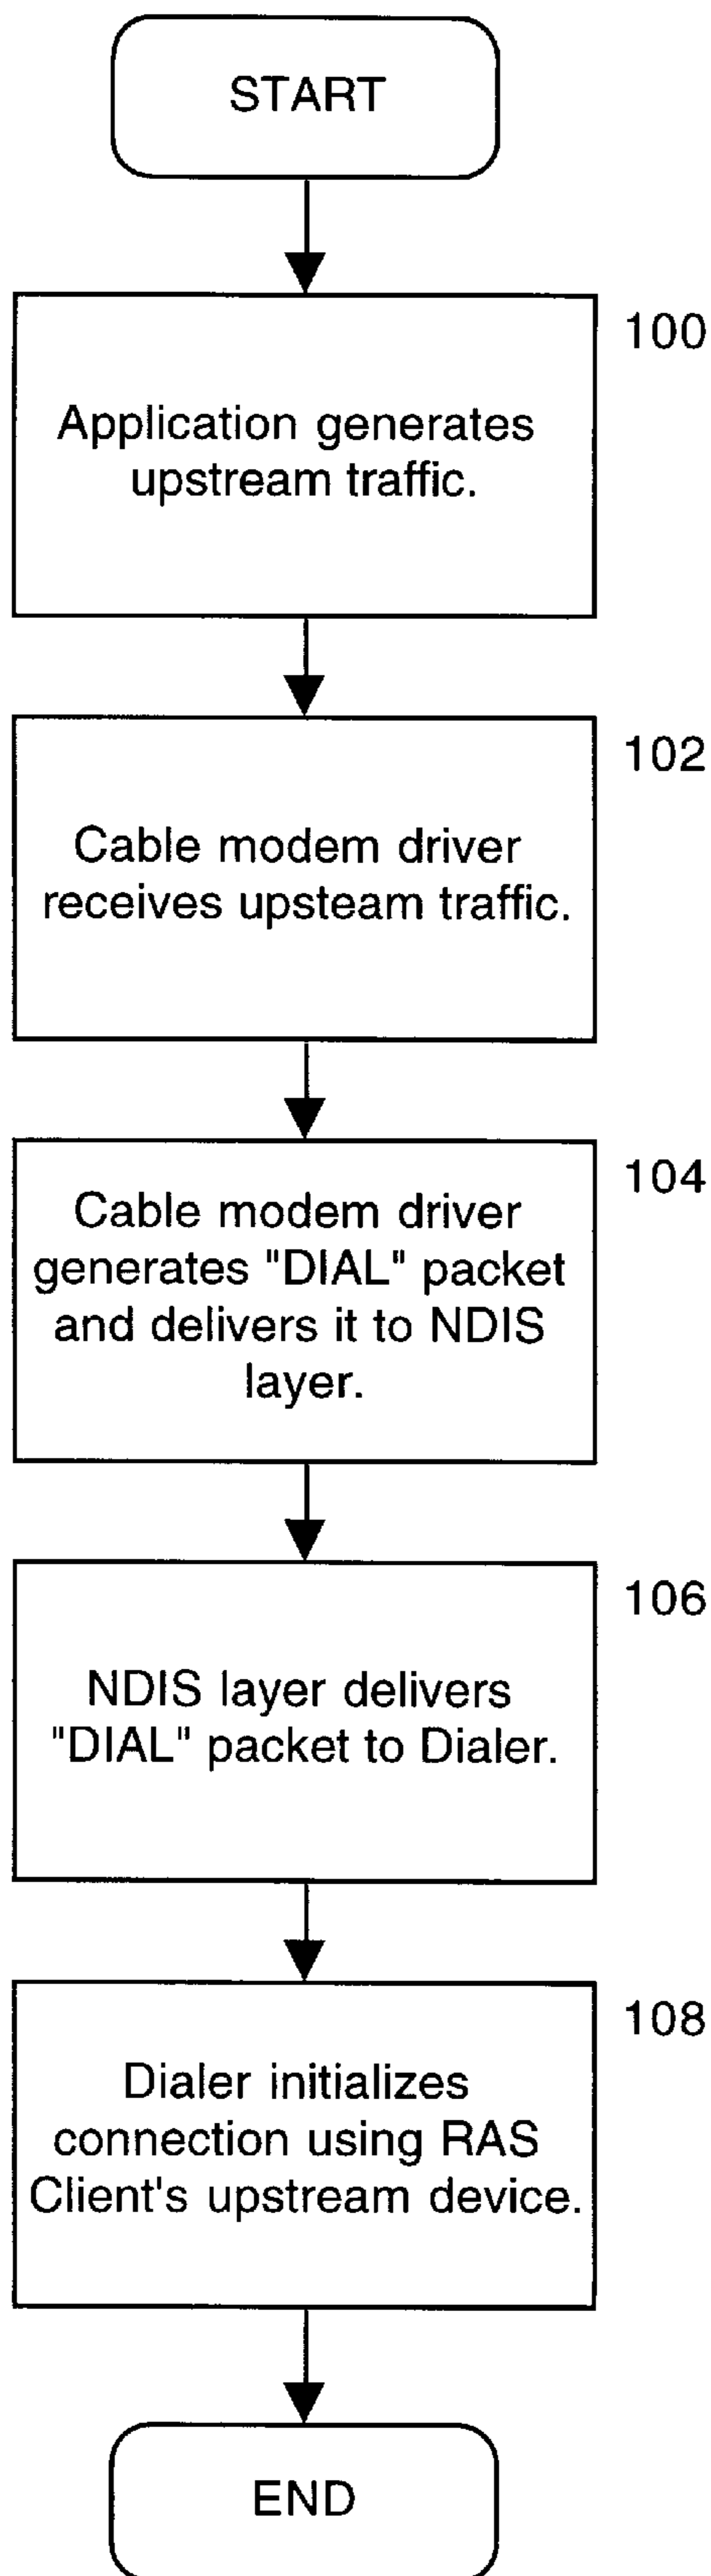 START
100
Application generates
upstream traffic.
102
Cable modem driver
receives upsteam traffic.
104
Cable modem driver
generates "DIAL" packet
and delivers it to NDIS
layer.
106
NDIS layer delivers
"DIAL" packet to Dialer.
108
Dialer initializes
connection using RAS
Client's upstream device.
END